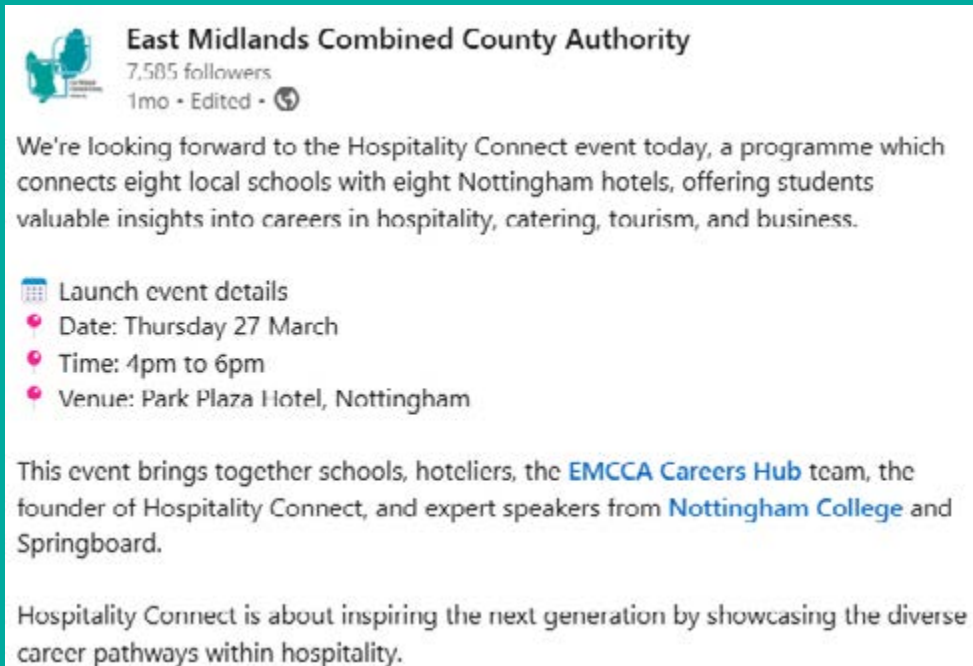 East Midlands Combined County Authority
7,585 followers
1mo • Edited •
We're looking forward to the Hospitality Connect event today, a programme which
connects eight local schools with eight Nottingham hotels, offering students
valuable insights into careers in hospitality, catering, tourism, and business.
Launch event details
Date: Thursday 27 March
Time: 4pm to 6pm
Venue: Park Plaza Hotel, Nottingham
This event brings together schools, hoteliers, the EMCCA Careers Hub team, the
founder of Hospitality Connect, and expert speakers from Nottingham College and
Springboard.
Hospitality Connect is about inspiring the next generation by showcasing the diverse
career pathways within hospitality.